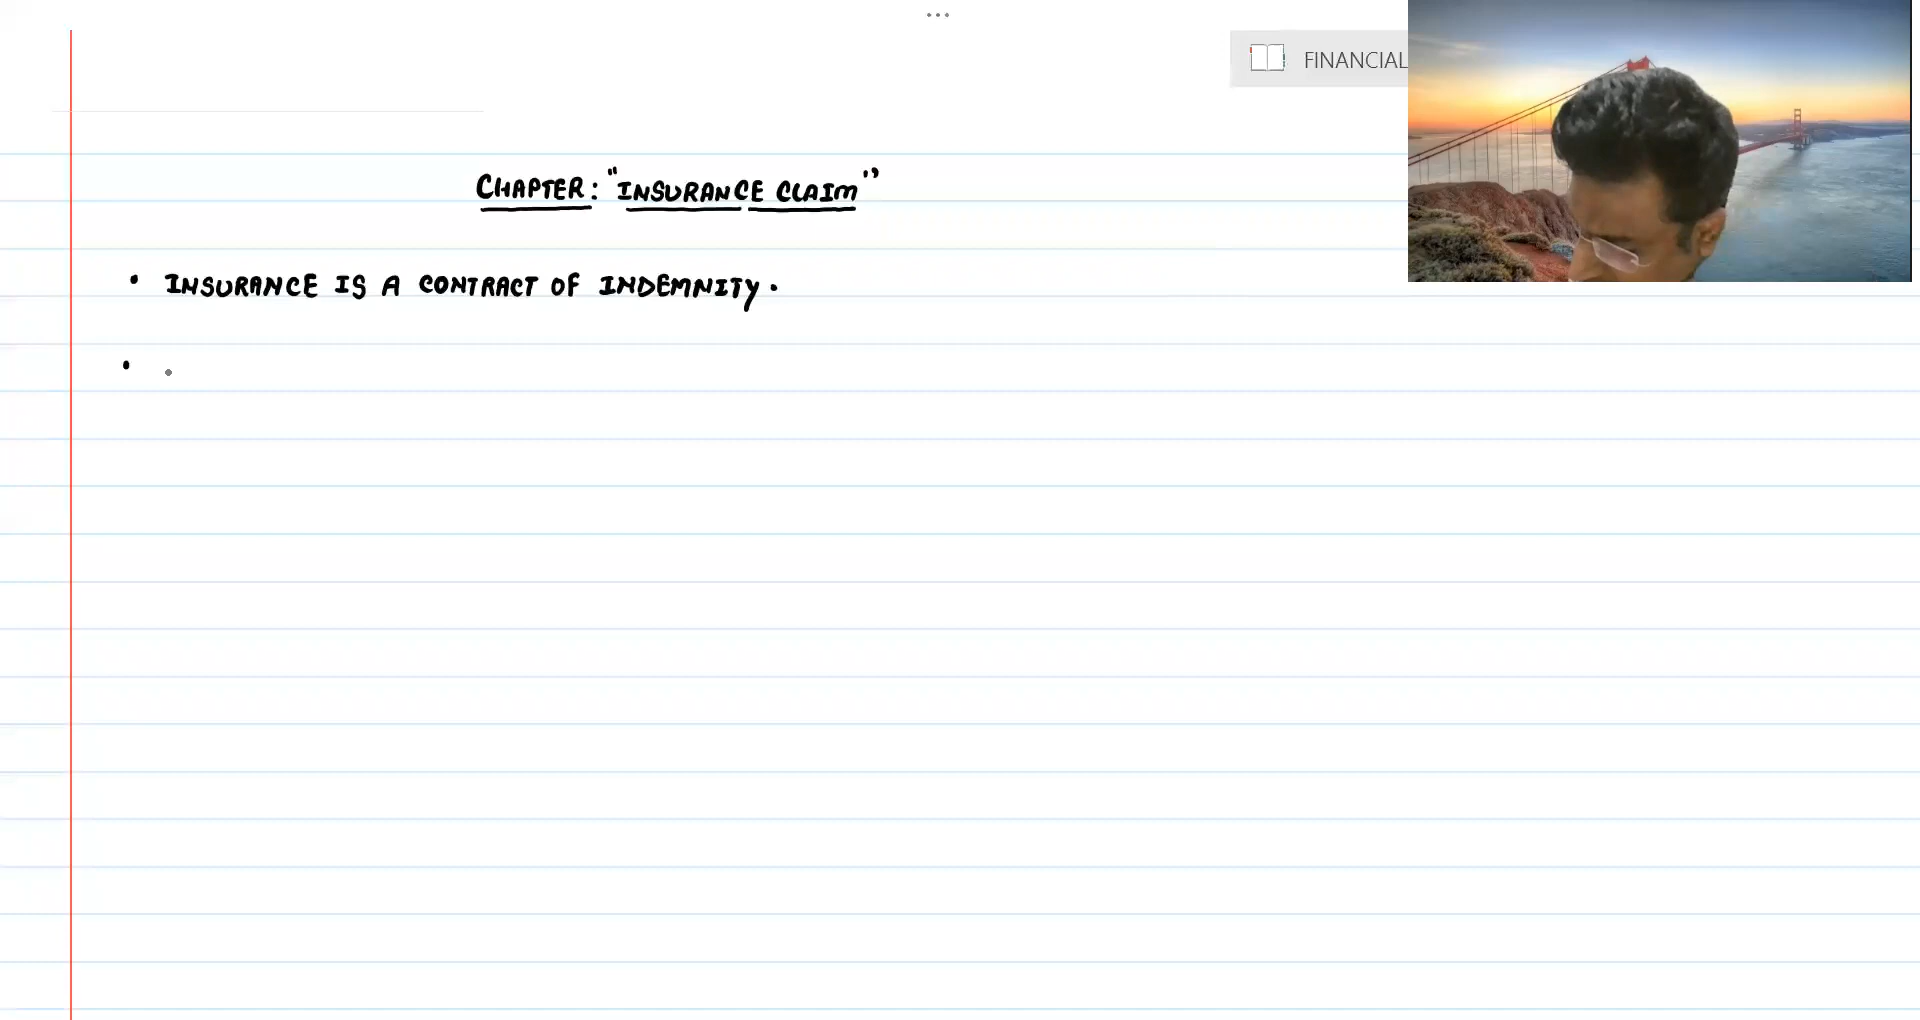 FINANCIAL
CHAPTER: "INSURANCE CLAIM"
• INSURANCE IS A CONTRACT OF INDEMNITY.
•